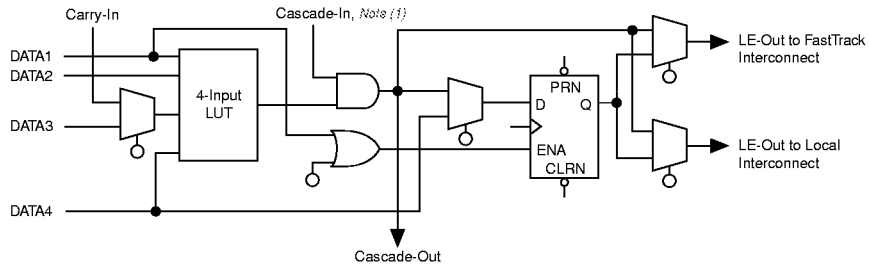 Carry-In
Cascade-In, Note (1)
DATA1
DATA2
DATA3
DATA4
4-Input
LUT
PRN
D
Q
ENA
CLRN
LE-Out to FastTrack
Interconnect
LE-Out to Local
Interconnect
Cascade-Out